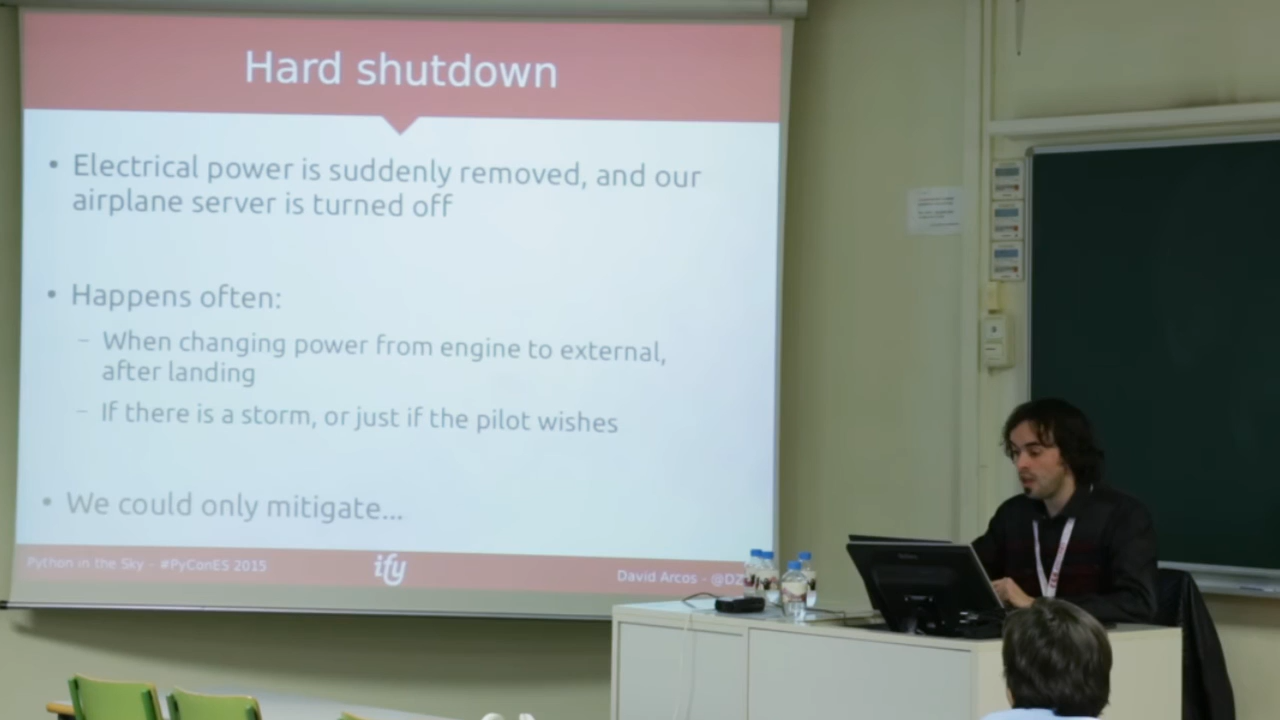 Hard shutdown
• Electrical power is suddenly removed, and our
airplane server is turned off
• Happens often:
– When changing power from engine to external,
after landing
– If there is a storm, or just if the pilot wishes
• We could only mitigate...
Python in the Sky - #PyConES 2015
ify
David Arcos - @DZ